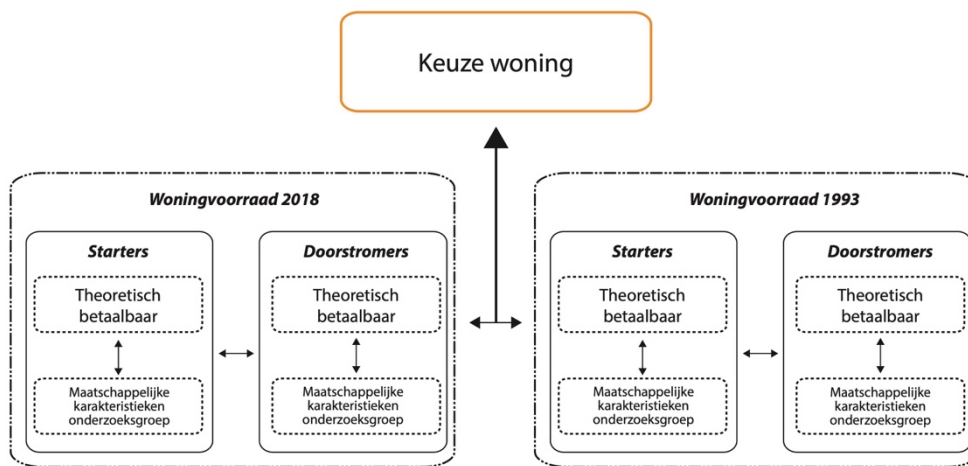 Keuze woning
Woningvoorraad 2018
Starters
Theoretisch
betaalbaar
Maatschappelijke
karakteristieken
onderzoeksgroep
Doorstromers
Theoretisch
betaalbaar
Maatschappelijke
karakteristieken
onderzoeksgroep
Woningvoorraad 1993
Starters
Theoretisch
betaalbaar
Maatschappelijke
karakteristieken
onderzoeksgroep
Doorstromers
Theoretisch
betaalbaar
Maatschappelijke
karakteristieken
onderzoeksgroep